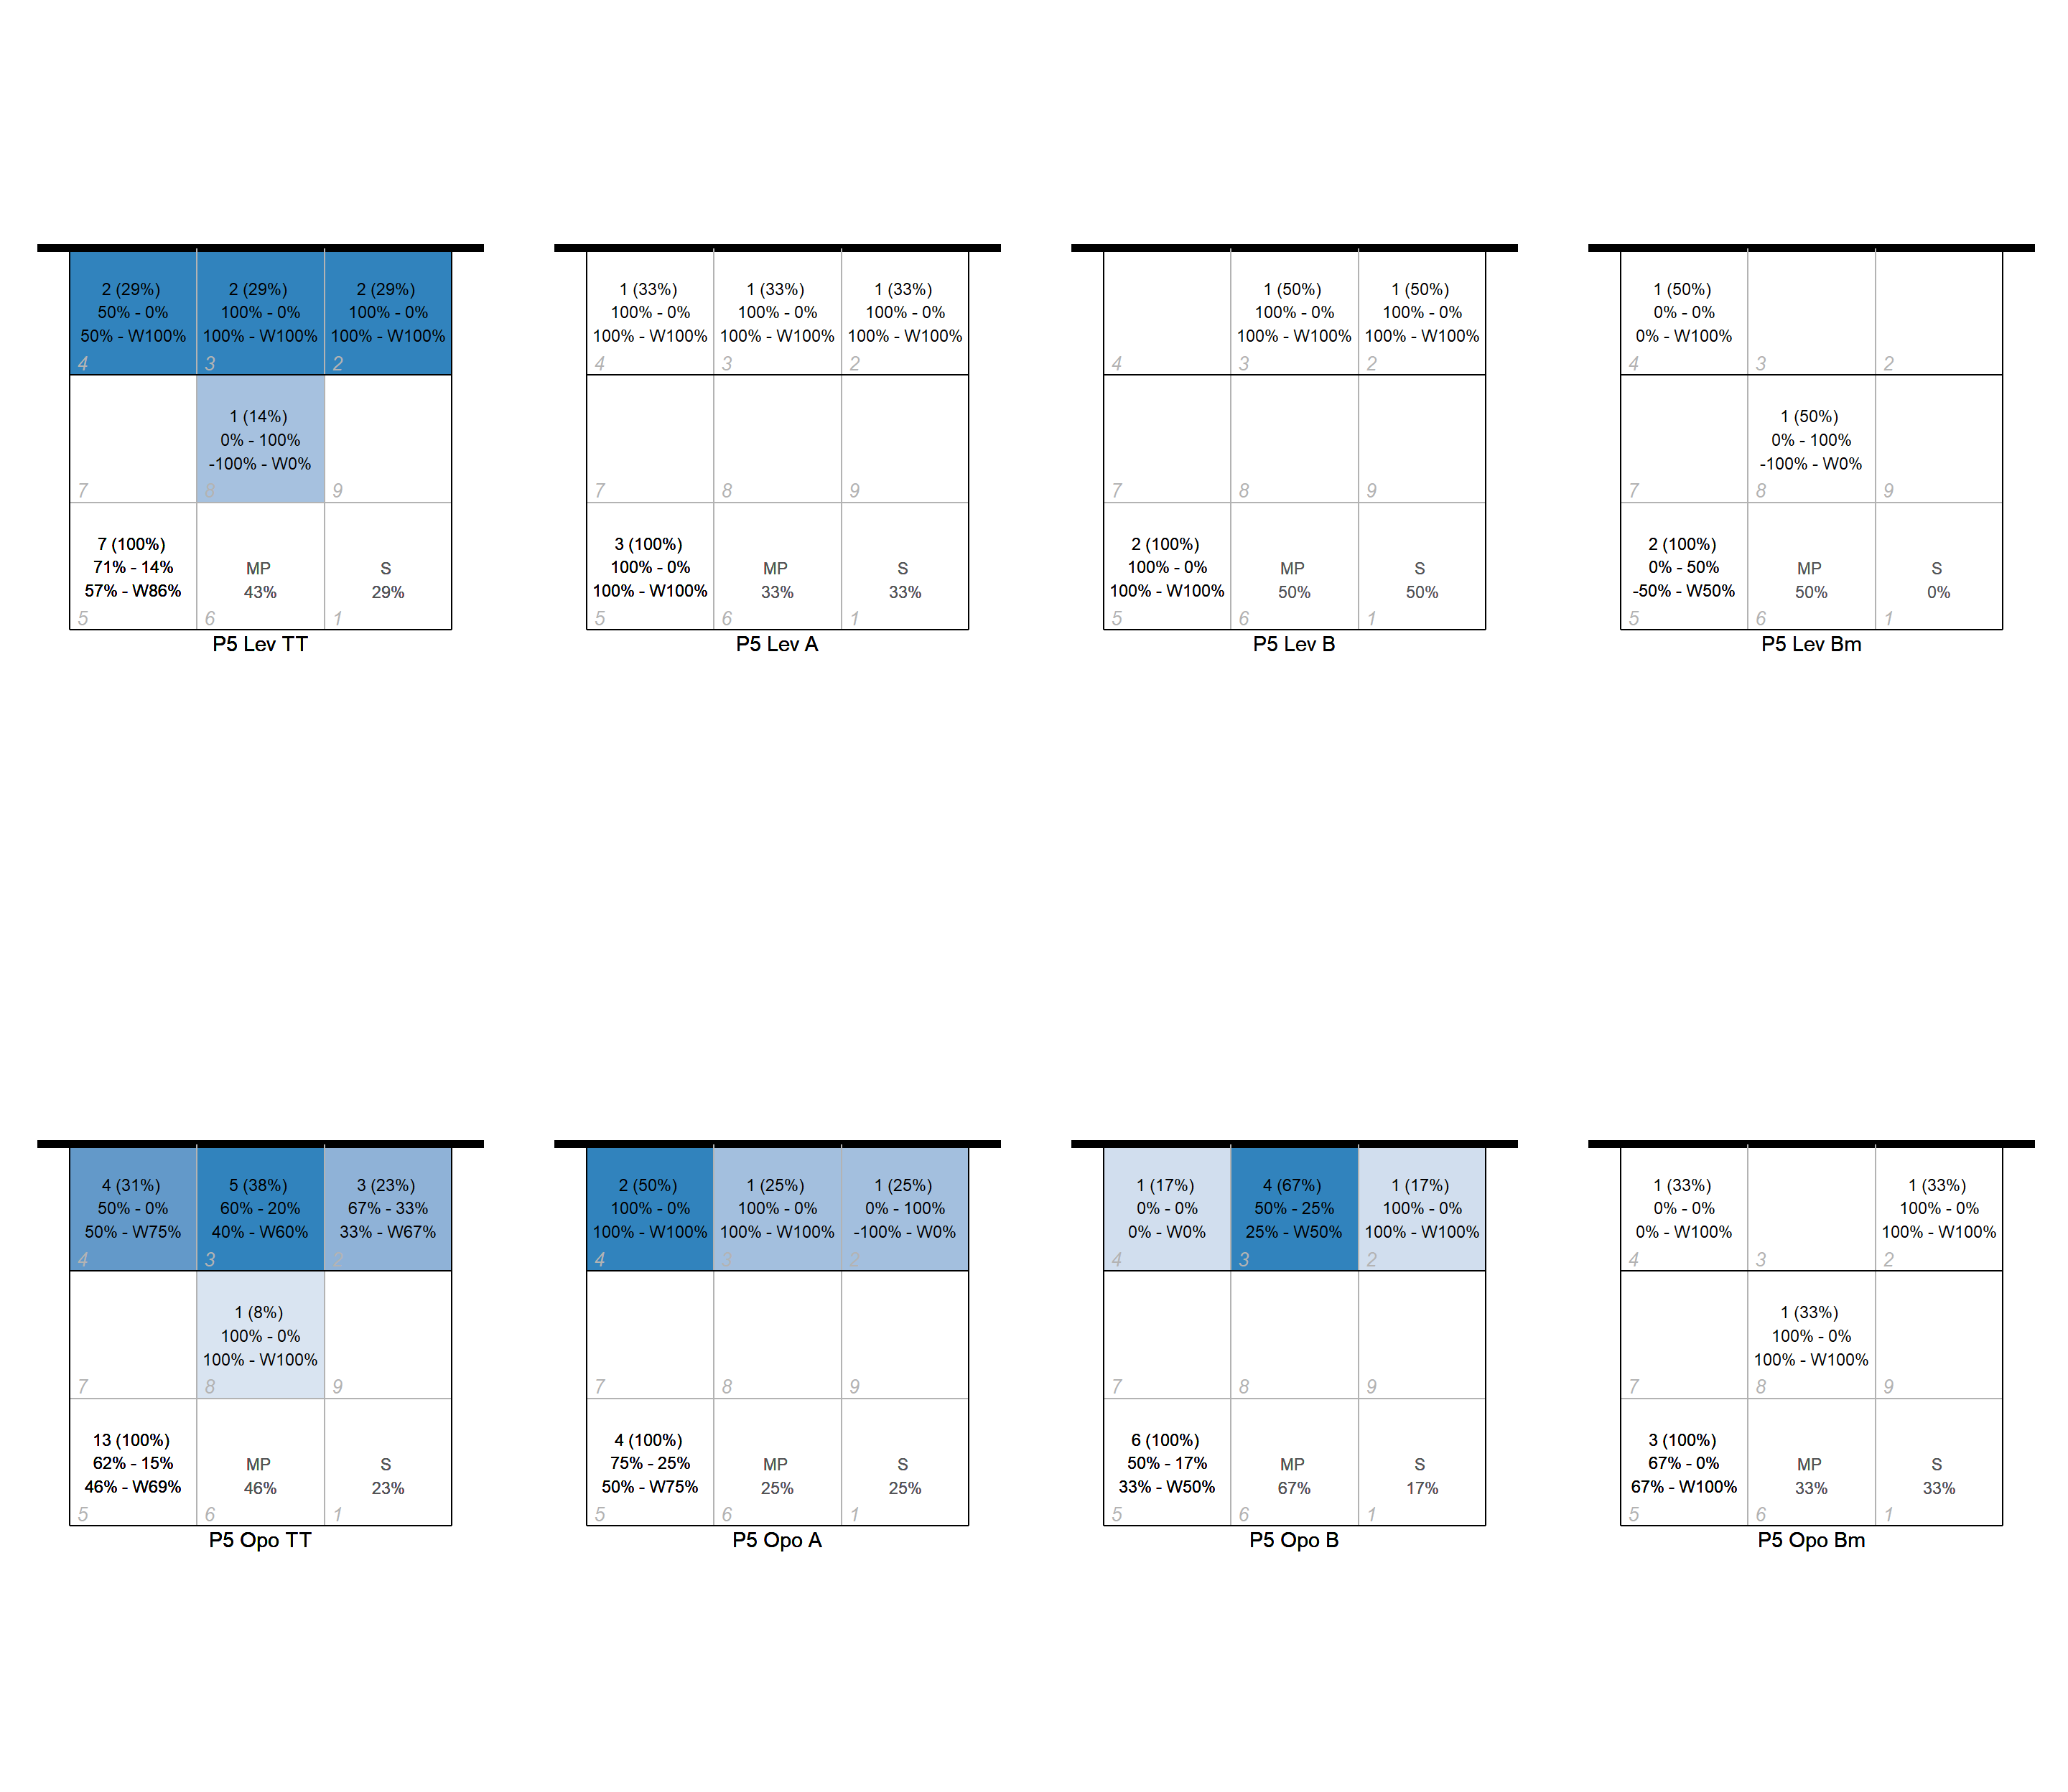 2 (29%)
50% - 0%
50% - W100%
4
2 (29%)
100% - 0%
100% - W100%
3
2 (29%)
100% - 0%
100% - W100%
2
7
1 (14%)
0% - 100%
-100% - W0%
8
9
7 (100%)
71% - 14%
57% - W86%
5
MP
43%
6
S
29%
1
P5 Lev TT
1 (33%)
100% - 0%
100% - W100%
4
1 (33%)
100% - 0%
100% - W100%
3
1 (33%)
100% - 0%
100% - W100%
2
7
8
9
3 (100%)
100% - 0%
100% - W100%
5
MP
33%
6
S
33%
1
P5 Lev A
4
1 (50%)
100% - 0%
100% - W100%
3
1 (50%)
100% - 0%
100% - W100%
2
7
8
9
2 (100%)
100% - 0%
100% - W100%
5
MP
50%
6
S
50%
1
P5 Lev B
1 (50%)
0% - 0%
0% - W100%
4
3
2
7
1 (50%)
0% - 100%
-100% - W0%
8
9
2 (100%)
0% - 50%
-50% - W50%
5
MP
50%
6
S
0%
1
P5 Lev Bm
4 (31%)
50% - 0%
50% - W75%
4
5 (38%)
60% - 20%
40% - W60%
3
3 (23%)
67% - 33%
33% - W67%
2
7
1 (8%)
100% - 0%
100% - W100%
8
9
13 (100%)
62% - 15%
46% - W69%
5
MP
46%
6
S
23%
1
P5 Opo TT
2 (50%)
100% - 0%
100% - W100%
4
1 (25%)
100% - 0%
100% - W100%
3
1 (25%)
0% - 100%
-100% - W0%
2
7
8
9
4 (100%)
75% - 25%
50% - W75%
5
MP
25%
6
S
25%
1
P5 Opo A
1 (17%)
0% - 0%
0% - W0%
4
4 (67%)
50% - 25%
25% - W50%
3
1 (17%)
100% - 0%
100% - W100%
2
7
8
9
6 (100%)
50% - 17%
33% - W50%
5
MP
67%
6
S
17%
1
P5 Opo B
1 (33%)
0% - 0%
0% - W100%
4
3
1 (33%)
100% - 0%
100% - W100%
2
7
1 (33%)
100% - 0%
100% - W100%
8
9
3 (100%)
67% - 0%
67% - W100%
5
MP
33%
6
S
33%
1
P5 Opo Bm